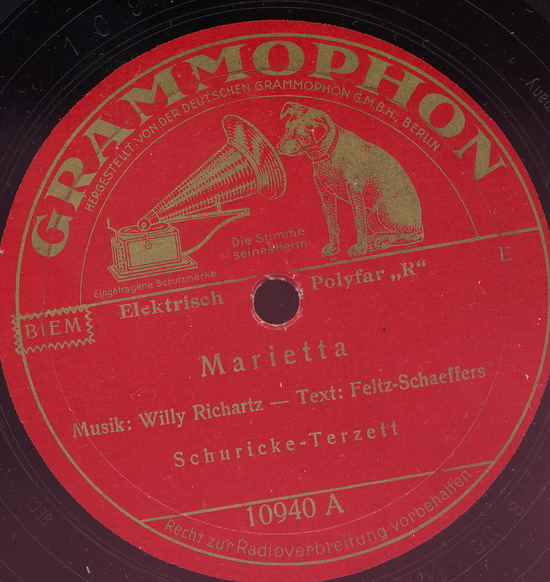 GRAMMOPHON
HERGESTELLT VON DER DEUTSCHEN GRAMMOPHON G.M.B.H., BERLIN
Die Stimme
seines Herrn
Eingetragene Schutzmarke
E
Elektrisch
Polyfar „R“
BIEM
Marietta
Musik: Willy Richartz — Text: Feltz-Schaeffers
Schuricke-Terzett
10940 A
Recht zur Radioverbreitung vorbehalten